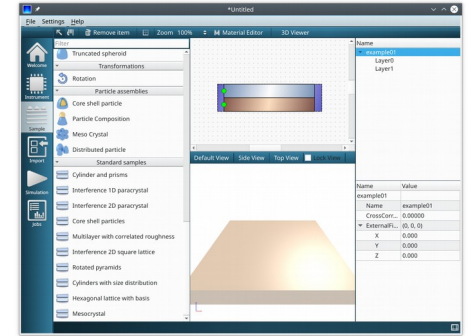 *Untitled
File Settings Help
Remove item Zoom 100% Material Editor 3D Viewer
Welcome
Instrument
Sample
Import
Simulation
Jobs
Filter
Truncated spheroid
Transformations
Rotation
Particle assemblies
Core shell particle
Particle Composition
Meso Crystal
Distributed particle
Standard samples
Cylinder and prisms
Interference 1D paracrystal
Interference 2D paracrystal
Core shell particles
Multilayer with correlated roughness
Interference 2D square lattice
Rotated pyramids
Cylinders with size distribution
Hexagonal lattice with basis
Mesocrystal
Default View Side View Top View Lock View
Name
example01
Layer0
Layer1
Name Value
example01
Name example01
CrossCorr... 0.00000
ExternalFi... (0, 0, 0)
X 0.000
Y 0.000
Z 0.000